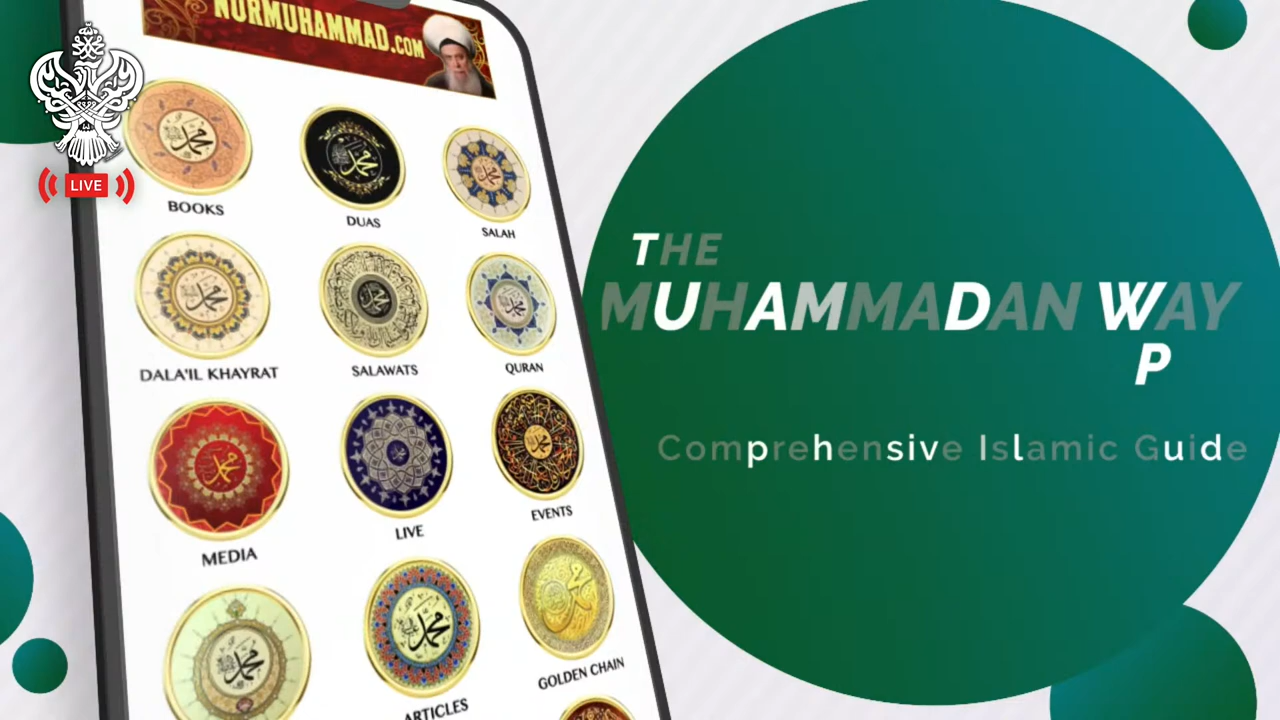 NURMUHAMMAD.COM
LIVE
BOOKS
DUAS
SALAH
DALA'IL KHAYRAT
SALAWATS
QURAN
MEDIA
LIVE
EVENTS
ARTICLES
GOLDEN CHAIN
محمد
THE
MUHAMMADAN WAY
P
Comprehensive Islamic Guide